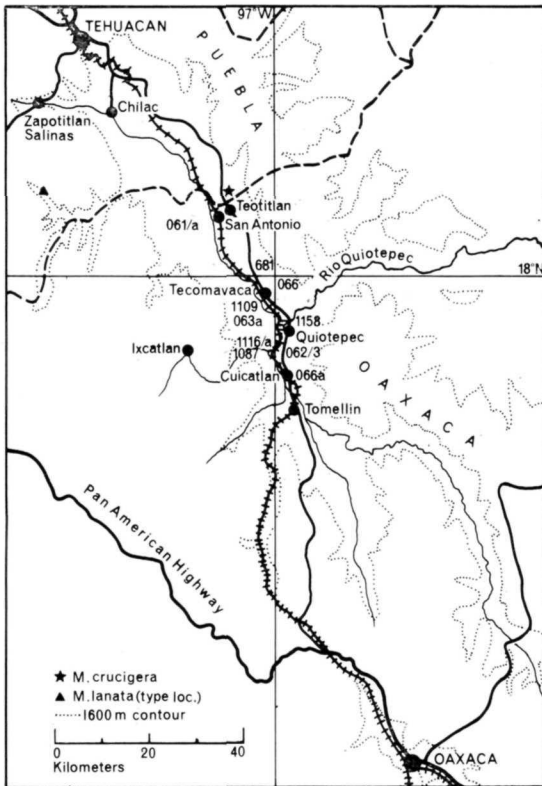 97°W
TEHUACAN
PUEBLA
Zapotitlan
Salinas
Chilac
Teotitlan
San Antonio
061/a
681
066
Rio Quiotepec
18°N
Tecomavaca
1109
063a
1158
Quiotepec
1116/a
1087
062/3
Ixcatlan
Cuicatlan
066a
OAXACA
Tomellin
Pan American Highway
★ M. crucigera
▲ M. lanata (type loc.)
1600 m contour
0 20 40
Kilometers
OAXACA